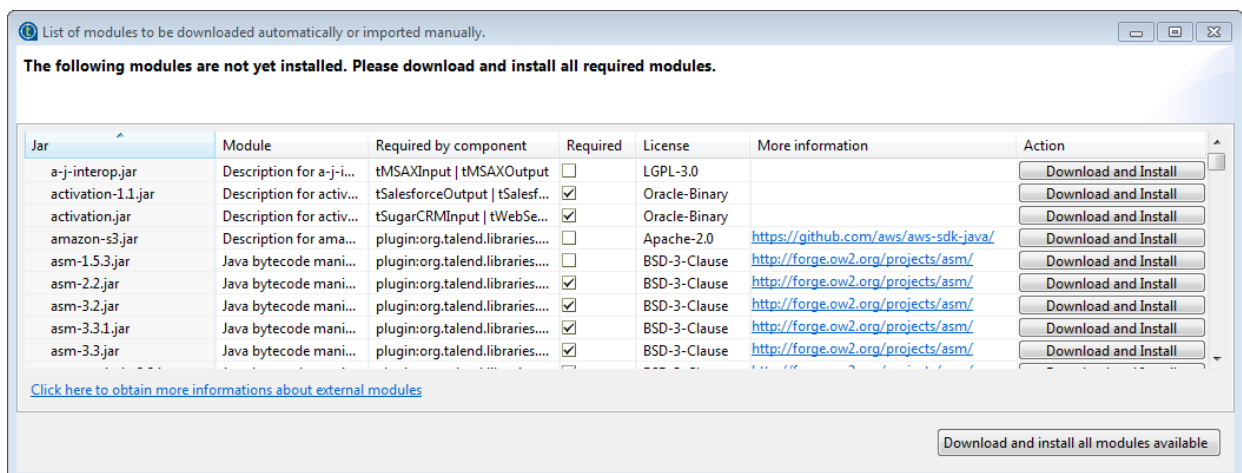 List of modules to be downloaded automatically or imported manually.
The following modules are not yet installed. Please download and install all required modules.
Jar Module Required by component Required License More information Action
a-j-interop.jar Description for a-j-i... tMSAXInput | tMSAXOutput LGPL-3.0 Download and Install
activation-1.1.jar Description for activ... tSalesforceOutput | tSalesf... Oracle-Binary Download and Install
activation.jar Description for activ... tSugarCRMInput | tWebSe... Oracle-Binary Download and Install
amazon-s3.jar Description for ama... plugin:org.talend.libraries.... Apache-2.0 https://github.com/aws/aws-sdk-java/ Download and Install
asm-1.5.3.jar Java bytecode mani... plugin:org.talend.libraries.... BSD-3-Clause http://forge.ow2.org/projects/asm/ Download and Install
asm-2.2.jar Java bytecode mani... plugin:org.talend.libraries.... BSD-3-Clause http://forge.ow2.org/projects/asm/ Download and Install
asm-3.2.jar Java bytecode mani... plugin:org.talend.libraries.... BSD-3-Clause http://forge.ow2.org/projects/asm/ Download and Install
asm-3.3.1.jar Java bytecode mani... plugin:org.talend.libraries.... BSD-3-Clause http://forge.ow2.org/projects/asm/ Download and Install
asm-3.3.jar Java bytecode mani... plugin:org.talend.libraries.... BSD-3-Clause http://forge.ow2.org/projects/asm/ Download and Install
Click here to obtain more informations about external modules
Download and install all modules available